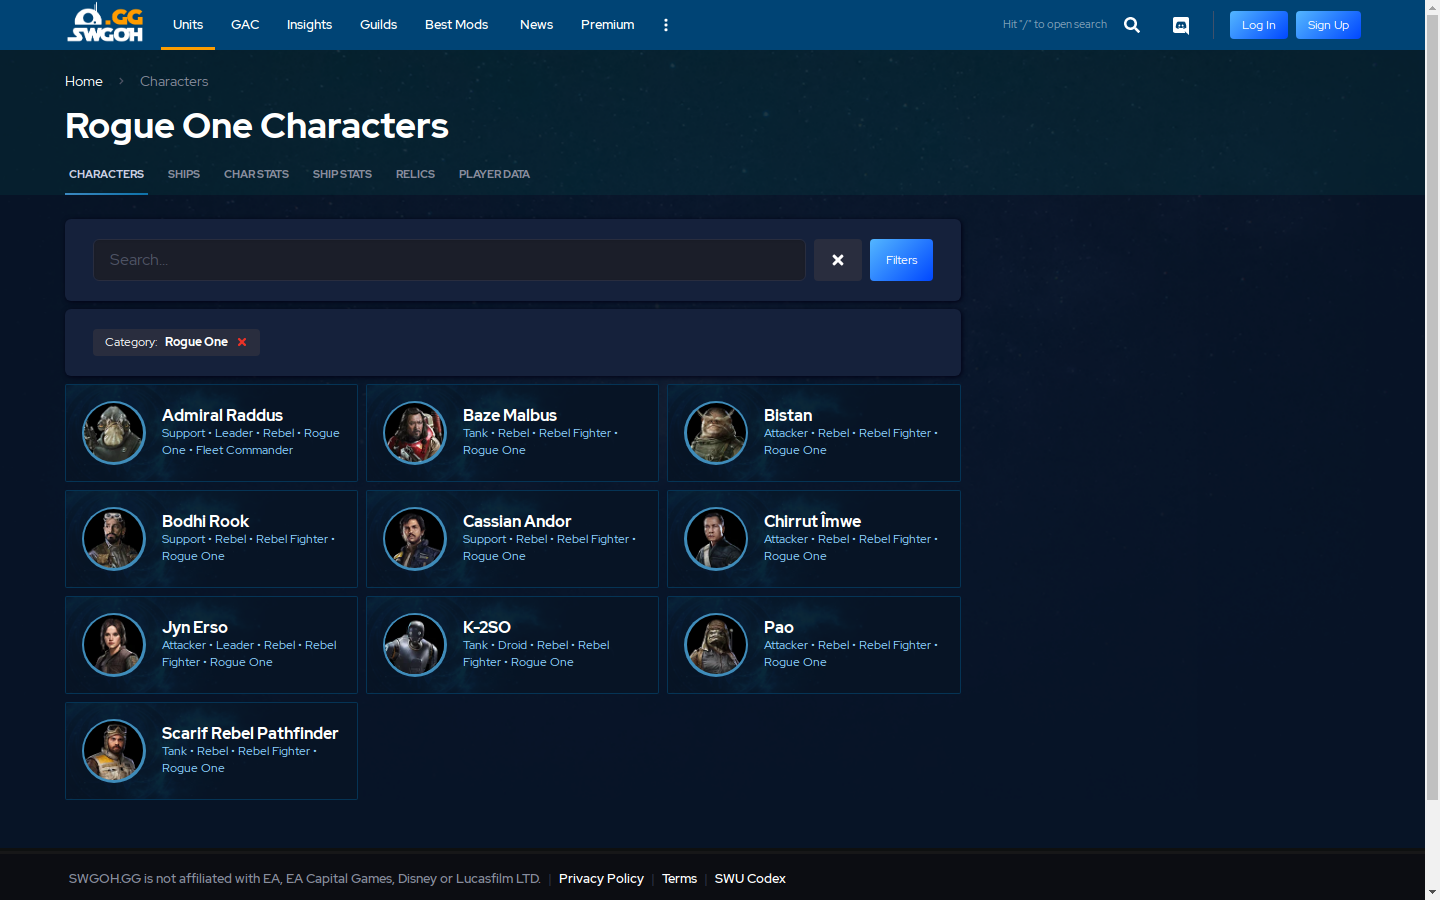 .GG
SWGOH
Units
GAC
Insights
Guilds
Best Mods
News
Premium
Hit "/" to open search
Log In
Sign Up
Home
Characters
Rogue One Characters
CHARACTERS
SHIPS
CHAR STATS
SHIP STATS
RELICS
PLAYER DATA
Search...
Filters
Category: Rogue One
Admiral Raddus
Support • Leader • Rebel • Rogue
One • Fleet Commander
Baze Malbus
Tank • Rebel • Rebel Fighter •
Rogue One
Bistan
Attacker • Rebel • Rebel Fighter •
Rogue One
Bodhi Rook
Support • Rebel • Rebel Fighter •
Rogue One
Cassian Andor
Support • Rebel • Rebel Fighter •
Rogue One
Chirrut Îmwe
Attacker • Rebel • Rebel Fighter •
Rogue One
Jyn Erso
Attacker • Leader • Rebel • Rebel
Fighter • Rogue One
K-2SO
Tank • Droid • Rebel • Rebel
Fighter • Rogue One
Pao
Attacker • Rebel • Rebel Fighter •
Rogue One
Scarif Rebel Pathfinder
Tank • Rebel • Rebel Fighter •
Rogue One
SWGOH.GG is not affiliated with EA, EA Capital Games, Disney or Lucasfilm LTD. | Privacy Policy | Terms | SWU Codex